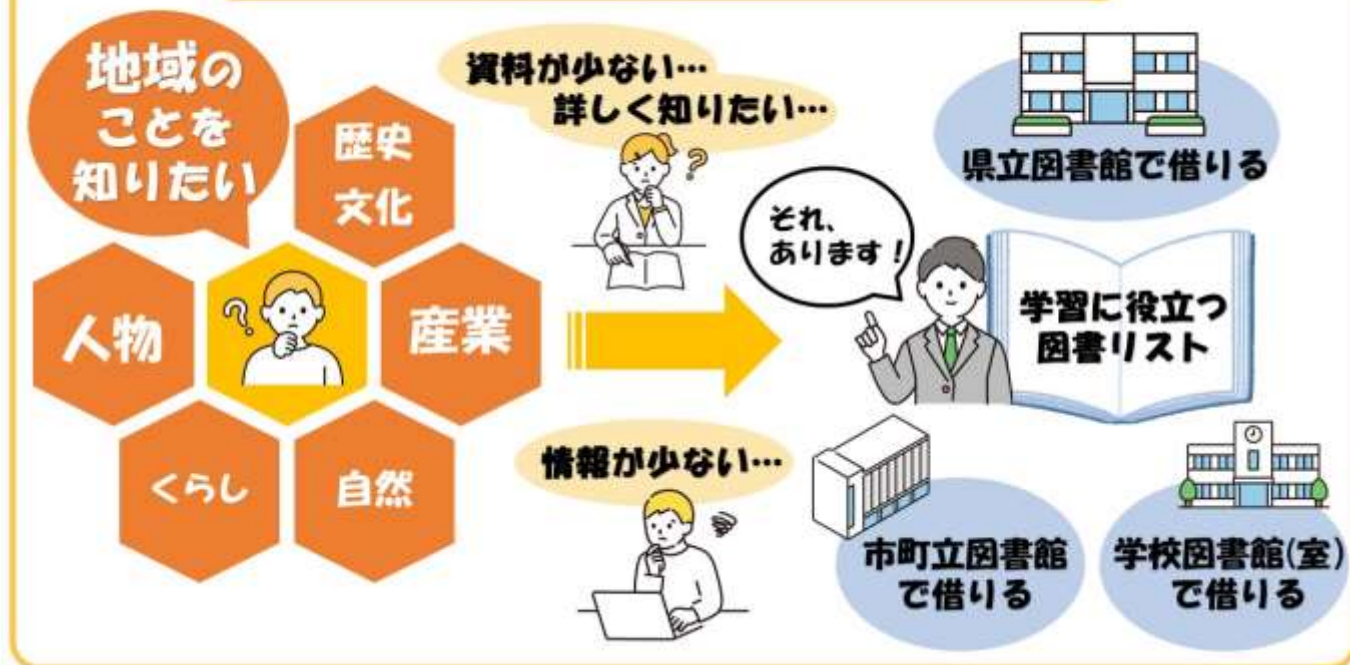 地域の
ことを
知りたい
歴史
文化
人物
産業
くらし
自然
資料が少ない…
詳しく知りたい…
情報が少ない…
それ、
あります!
学習に役立つ
図書リスト
県立図書館で借りる
市町立図書館
で借りる
学校図書館(室)
で借りる